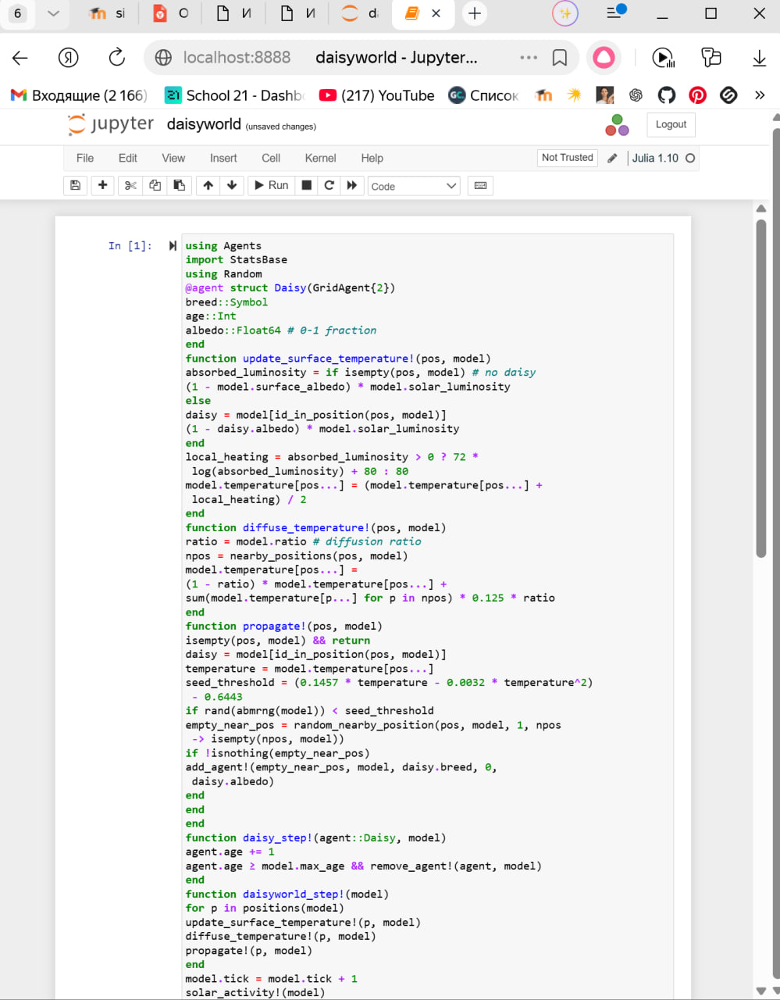 6 si O И И d
localhost:8888 daisyworld - Jupyter...
Входящие (2 166) School 21 - Dashb (217) YouTube GC. Список
jupyter daisyworld (unsaved changes) Logout
File Edit View Insert Cell Kernel Help Not Trusted Julia 1.10
Run Code
In [1]:
using Agents
import StatsBase
using Random
@agent struct Daisy(GridAgent{2})
breed::Symbol
age::Int
albedo::Float64 # 0-1 fraction
end
function update_surface_temperature!(pos, model)
absorbed_luminosity = if isempty(pos, model) # no daisy
(1 - model.surface_albedo) * model.solar_luminosity
else
daisy = model[id_in_position(pos, model)]
(1 - daisy.albedo) * model.solar_luminosity
end
local_heating = absorbed_luminosity > 0 ? 72 *
log(absorbed_luminosity) + 80 : 80
model.temperature[pos...] = (model.temperature[pos...] +
local_heating) / 2
end
function diffuse_temperature!(pos, model)
ratio = model.ratio # diffusion ratio
npos = nearby_positions(pos, model)
model.temperature[pos...] =
(1 - ratio) * model.temperature[pos...] +
sum(model.temperature[p...] for p in npos) * 0.125 * ratio
end
function propagate!(pos, model)
isempty(pos, model) && return
daisy = model[id_in_position(pos, model)]
temperature = model.temperature[pos...]
seed_threshold = (0.1457 * temperature - 0.0032 * temperature^2)
- 0.6443
if rand(abmrng(model)) < seed_threshold
empty_near_pos = random_nearby_position(pos, model, 1, npos
-> isempty(npos, model))
if !isnothing(empty_near_pos)
add_agent!(empty_near_pos, model, daisy.breed, 0,
daisy.albedo)
end
end
end
function daisy_step!(agent::Daisy, model)
agent.age += 1
agent.age ≥ model.max_age && remove_agent!(agent, model)
end
function daisyworld_step!(model)
for p in positions(model)
update_surface_temperature!(p, model)
diffuse_temperature!(p, model)
propagate!(p, model)
end
model.tick = model.tick + 1
solar_activity!(model)